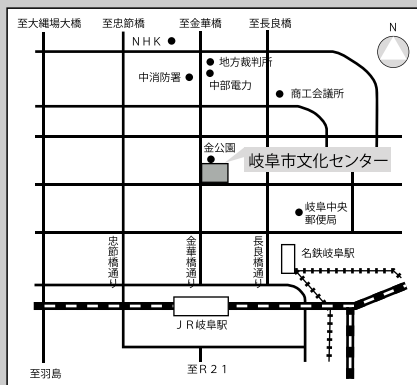 至大縄場大橋
至忠節橋
至金華橋
至長良橋
N
NHK
地方裁判所
中消防署
中部電力
商工会議所
金公園
岐阜市文化センター
岐阜中央
郵便局
忠節橋通り
金華橋通り
長良橋通り
名鉄岐阜駅
JR岐阜駅
至羽島
至R21